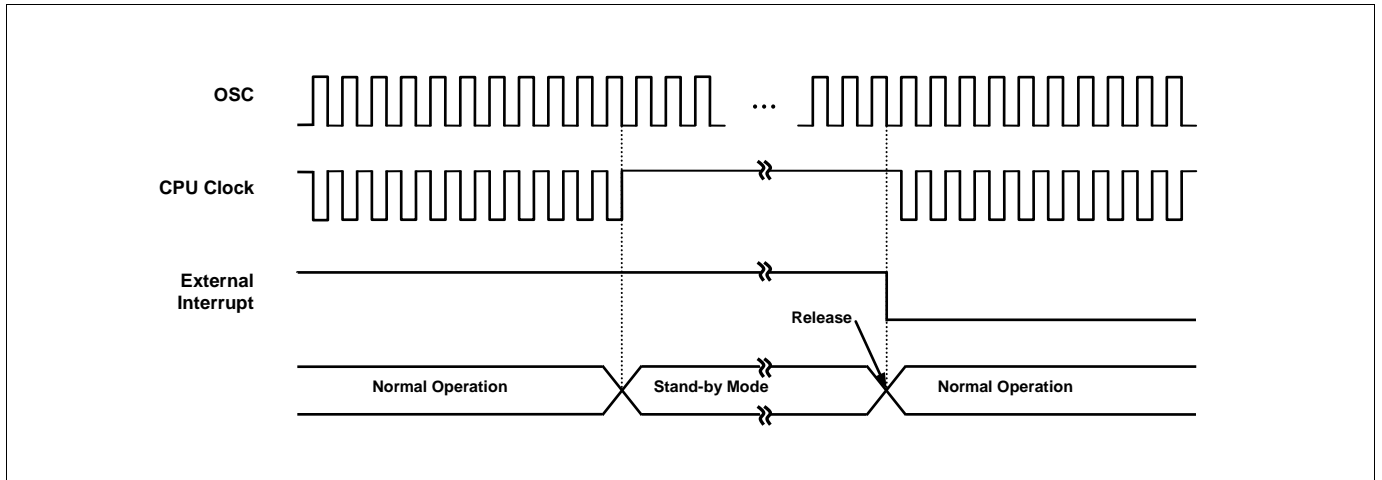 OSC
...
CPU Clock
External
Interrupt
Release
Normal Operation
Stand-by Mode
Normal Operation